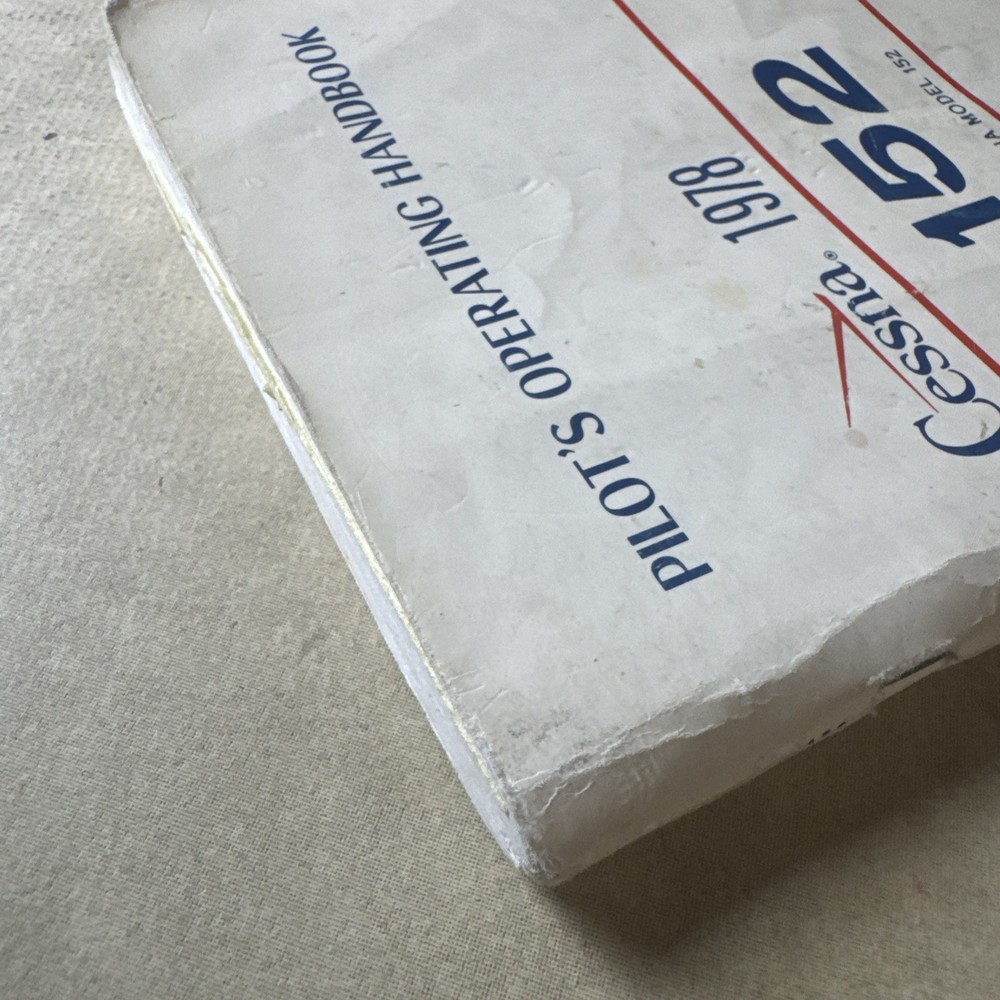 PILOT'S OPERATING HANDBOOK
1978
Cessna®
152
MODEL 152